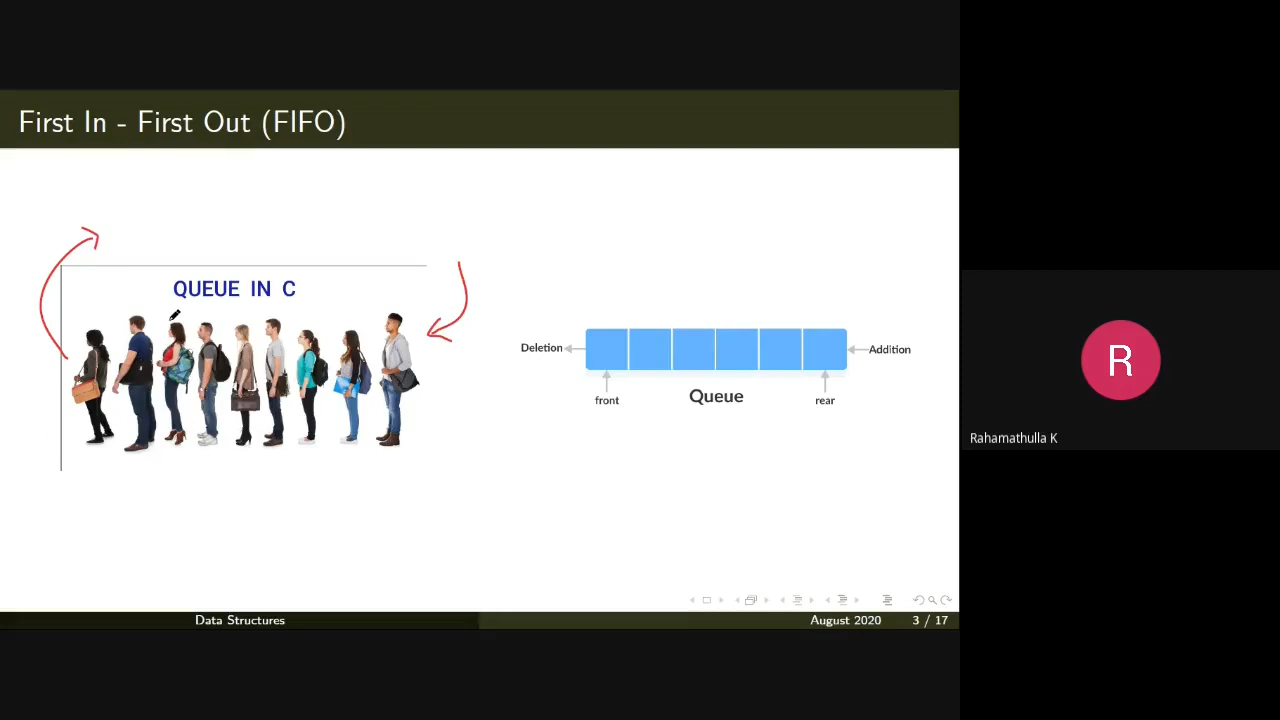 First In - First Out (FIFO)
QUEUE IN C
Deletion
Addition
front
Queue
rear
R
Rahamathulla K
Data Structures
August 2020
3 / 17